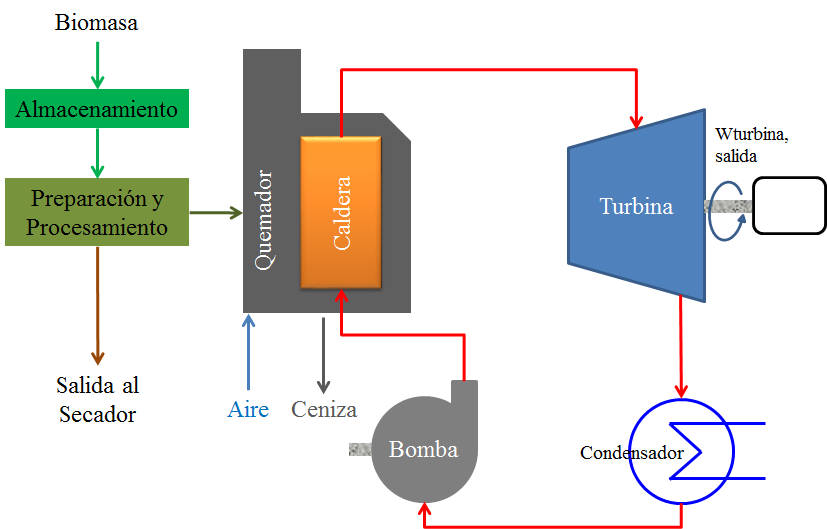 Biomasa
Almacenamiento
Preparación y
Procesamiento
Salida al
Secador
Quemador
Caldera
Aire
Ceniza
Bomba
Turbina
Wturbina,
salida
Condensador